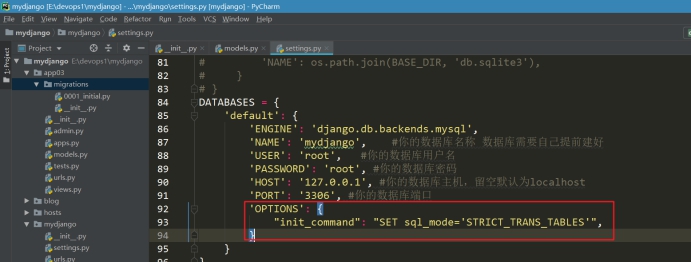 mydjango [E:\devops1\mydjango] - ...\mydjango\settings.py [mydjango] - PyCharm
File Edit View Navigate Code Refactor Run Tools VCS Window Help
mydjango mydjango settings.py
1: Project
Project
mydjango E:\devops1\mydjango
app03
migrations
0001_initial.py
__init__.py
__init__.py
admin.py
apps.py
models.py
tests.py
urls.py
views.py
blog
hosts
mydjango
__init__.py
settings.py
urls.py
__init__.py models.py settings.py
81 # 'NAME': os.path.join(BASE_DIR, 'db.sqlite3'),
82 # }
83 # }
84 DATABASES = {
85 'default': {
86 'ENGINE': 'django.db.backends.mysql',
87 'NAME': 'mydjango', #你的数据库名称 数据库需要自己提前建好
88 'USER': 'root', #你的数据库用户名
89 'PASSWORD': 'root', #你的数据库密码
90 'HOST': '127.0.0.1', #你的数据库主机，留空默认为localhost
91 'PORT': '3306', #你的数据库端口
92 'OPTIONS': {
93 "init_command": "SET sql_mode='STRICT_TRANS_TABLES'",
94 }
95 }